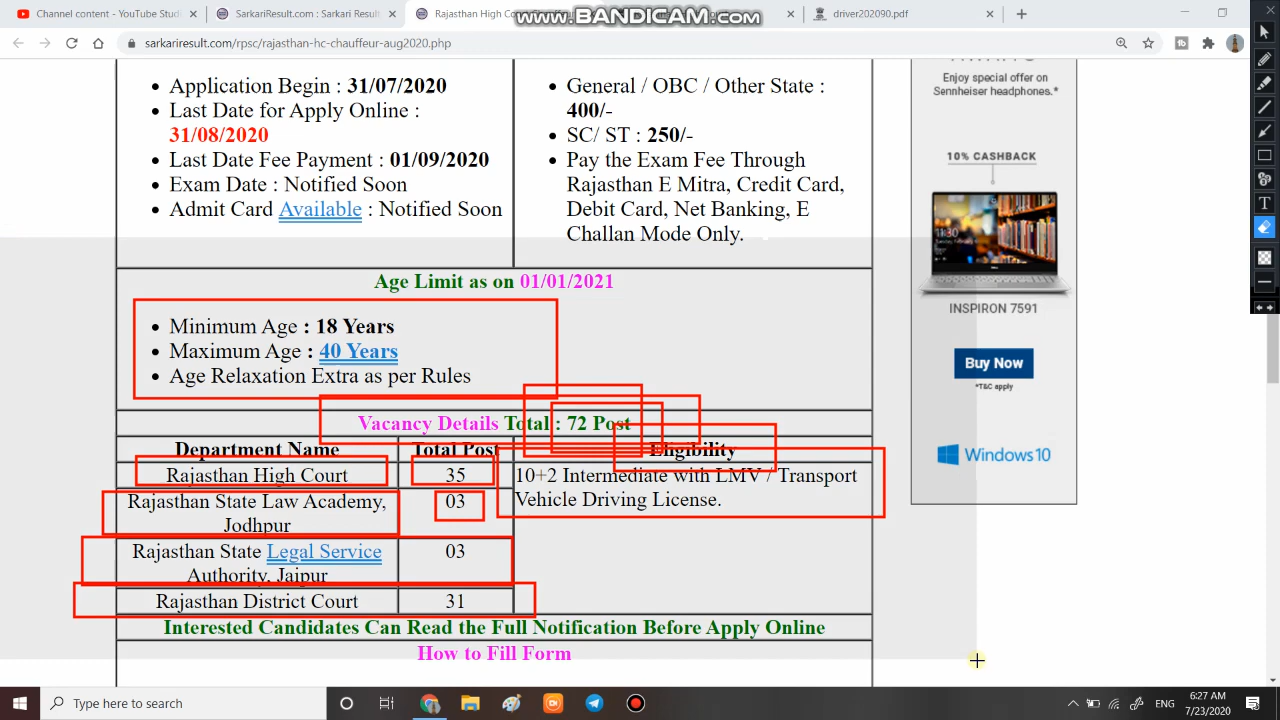 Channel content - YouTube Studi
SarkariResult.com : Sarkari Result
Rajasthan High Co
www.BANDICAM.com
driver202090.pdf
sarkariresult.com/rpsc/rajasthan-hc-chauffeur-aug2020.php
Application Begin : 31/07/2020
Last Date for Apply Online :
31/08/2020
Last Date Fee Payment : 01/09/2020
Exam Date : Notified Soon
Admit Card Available : Notified Soon
General / OBC / Other State :
400/-
SC/ ST : 250/-
Pay the Exam Fee Through
Rajasthan E Mitra, Credit Card,
Debit Card, Net Banking, E
Challan Mode Only.
Age Limit as on 01/01/2021
Minimum Age : 18 Years
Maximum Age : 40 Years
Age Relaxation Extra as per Rules
Vacancy Details Total : 72 Post
Department Name Total Post Eligibility
Rajasthan High Court 35
10+2 Intermediate with LMV / Transport
Vehicle Driving License.
Rajasthan State Law Academy,
Jodhpur
03
Rajasthan State Legal Service
Authority, Jaipur
03
Rajasthan District Court 31
Interested Candidates Can Read the Full Notification Before Apply Online
How to Fill Form
Enjoy special offer on
Sennheiser headphones.*
10% CASHBACK
11:30
INSPIRON 7591
Buy Now
*T&C apply
Windows 10
T
Type here to search
ENG
6:27 AM
7/23/2020